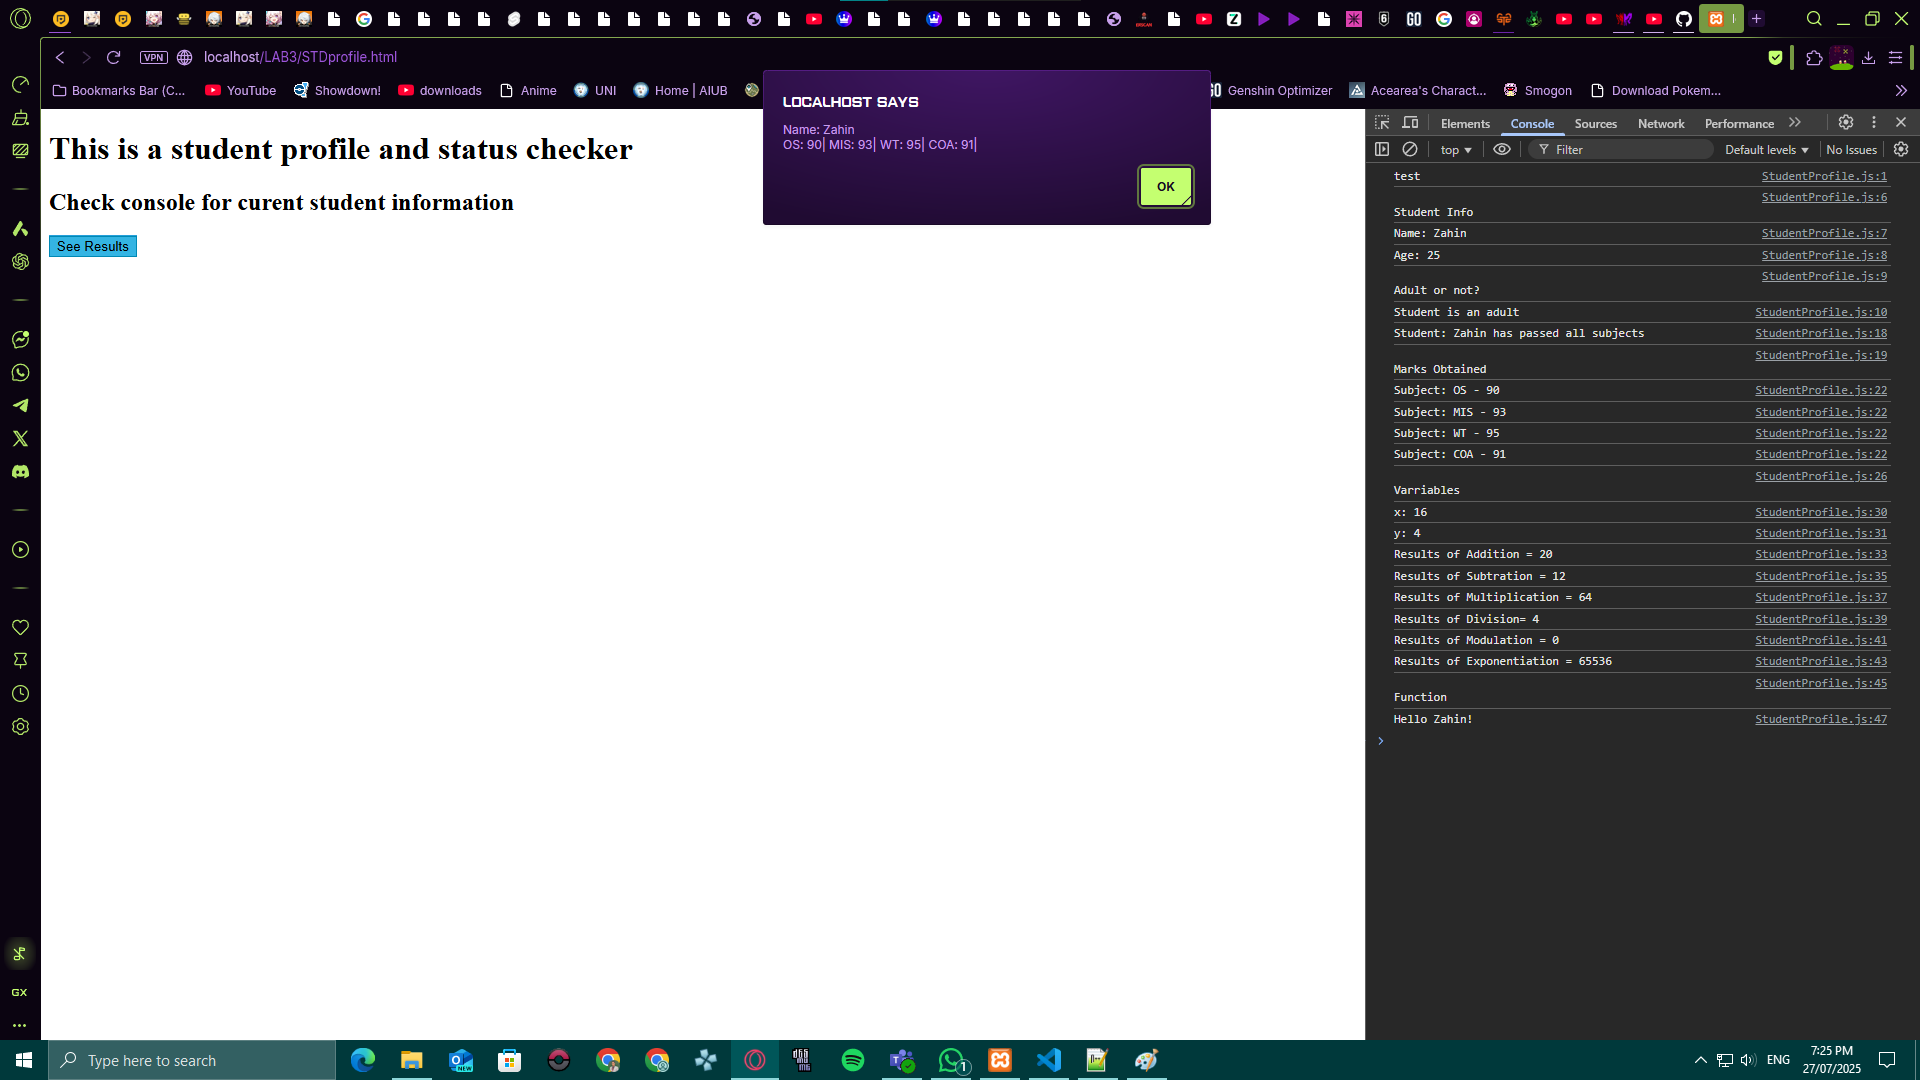 VPN
localhost/LAB3/STDprofile.html
Bookmarks Bar (C...
YouTube
Showdown!
downloads
Anime
UNI
Home | AIUB
Genshin Optimizer
Acearea's Charact...
Smogon
Download Pokem...
LOCALHOST SAYS
Name: Zahin
OS: 90| MIS: 93| WT: 95| COA: 91|
OK
This is a student profile and status checker
Check console for curent student information
See Results
Elements
Console
Sources
Network
Performance
top
Filter
Default levels
No Issues
test
StudentProfile.js:1
StudentProfile.js:6
Student Info
Name: Zahin
StudentProfile.js:7
Age: 25
StudentProfile.js:8
StudentProfile.js:9
Adult or not?
Student is an adult
StudentProfile.js:10
Student: Zahin has passed all subjects
StudentProfile.js:18
StudentProfile.js:19
Marks Obtained
Subject: OS - 90
StudentProfile.js:22
Subject: MIS - 93
StudentProfile.js:22
Subject: WT - 95
StudentProfile.js:22
Subject: COA - 91
StudentProfile.js:22
StudentProfile.js:26
Varriables
x: 16
StudentProfile.js:30
y: 4
StudentProfile.js:31
Results of Addition = 20
StudentProfile.js:33
Results of Subtration = 12
StudentProfile.js:35
Results of Multiplication = 64
StudentProfile.js:37
Results of Division= 4
StudentProfile.js:39
Results of Modulation = 0
StudentProfile.js:41
Results of Exponentiation = 65536
StudentProfile.js:43
StudentProfile.js:45
Function
Hello Zahin!
StudentProfile.js:47
GX
Type here to search
ENG
7:25 PM
27/07/2025